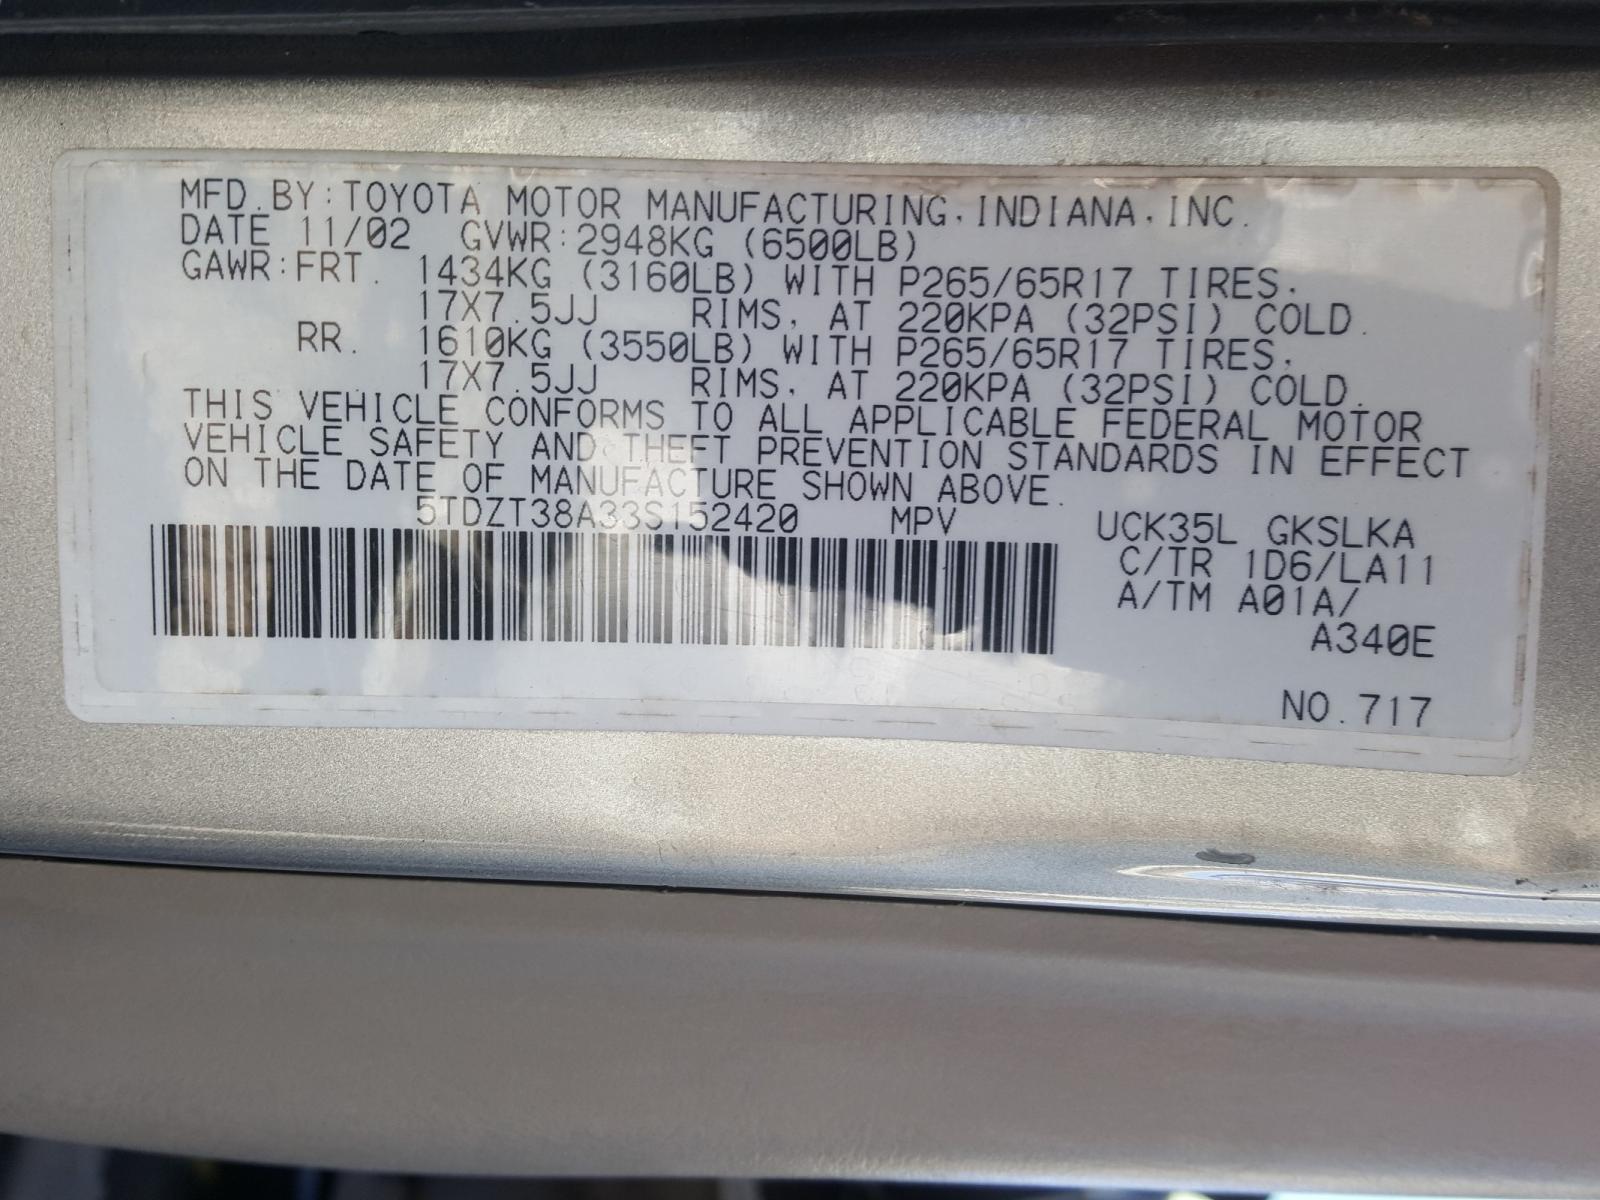 MFD. BY: TOYOTA MOTOR MANUFACTURING, INDIANA, INC.
DATE 11/02 GVWR: 2948KG (6500LB)
GAWR: FRT. 1434KG (3160LB) WITH P265/65R17 TIRES,
17X7.5JJ RIMS, AT 220KPA (32PSI) COLD.
RR. 1610KG (3550LB) WITH P265/65R17 TIRES,
17X7.5JJ RIMS, AT 220KPA (32PSI) COLD.
THIS VEHICLE CONFORMS TO ALL APPLICABLE FEDERAL MOTOR
VEHICLE SAFETY AND THEFT PREVENTION STANDARDS IN EFFECT
ON THE DATE OF MANUFACTURE SHOWN ABOVE.
5TDZT38A33S152420 MPV UCK35L GKSLKA
C/TR 1D6/LA11
A/TM A01A/
A340E
NO. 717